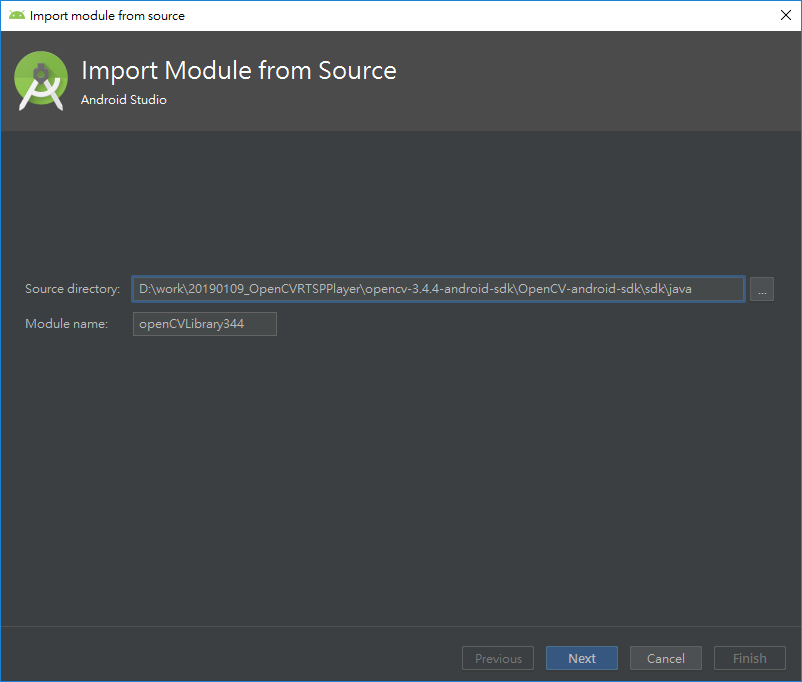 Import module from source
Import Module from Source
Android Studio
Source directory: D:\work\20190109_OpenCVRTSPPlayer\opencv-3.4.4-android-sdk\OpenCV-android-sdk\sdk\java ...
Module name: openCVLibrary344
Previous Next Cancel Finish